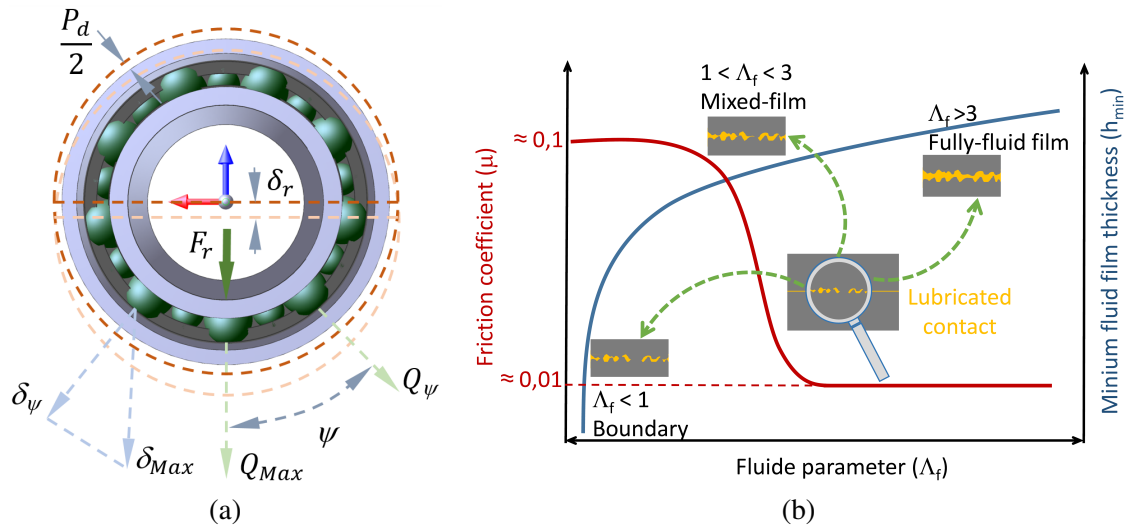 P_d
2
δ_r
F_r
δ_ψ
δ_Max
Q_Max
ψ
Q_ψ
(a)
Friction coefficient (μ)
≈ 0,1
≈ 0,01
1 < Λ_f < 3
Mixed-film
Λ_f >3
Fully-fluid film
Lubricated
contact
Λ_f < 1
Boundary
Fluide parameter (Λ_f)
Minium fluid film thickness (h_min)
(b)